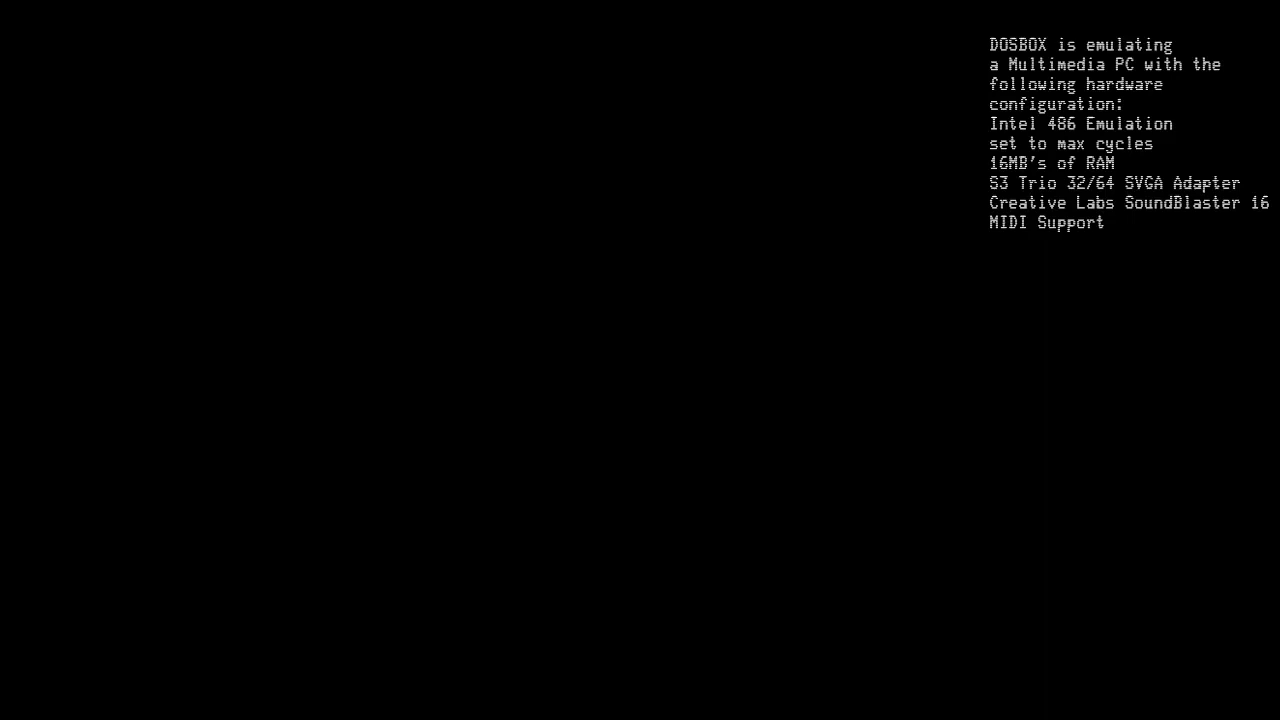 DOSBOX is emulating
a Multimedia PC with the
following hardware
configuration:
Intel 486 Emulation
set to max cycles
16MB's of RAM
S3 Trio 32/64 SVGA Adapter
Creative Labs SoundBlaster 16
MIDI Support